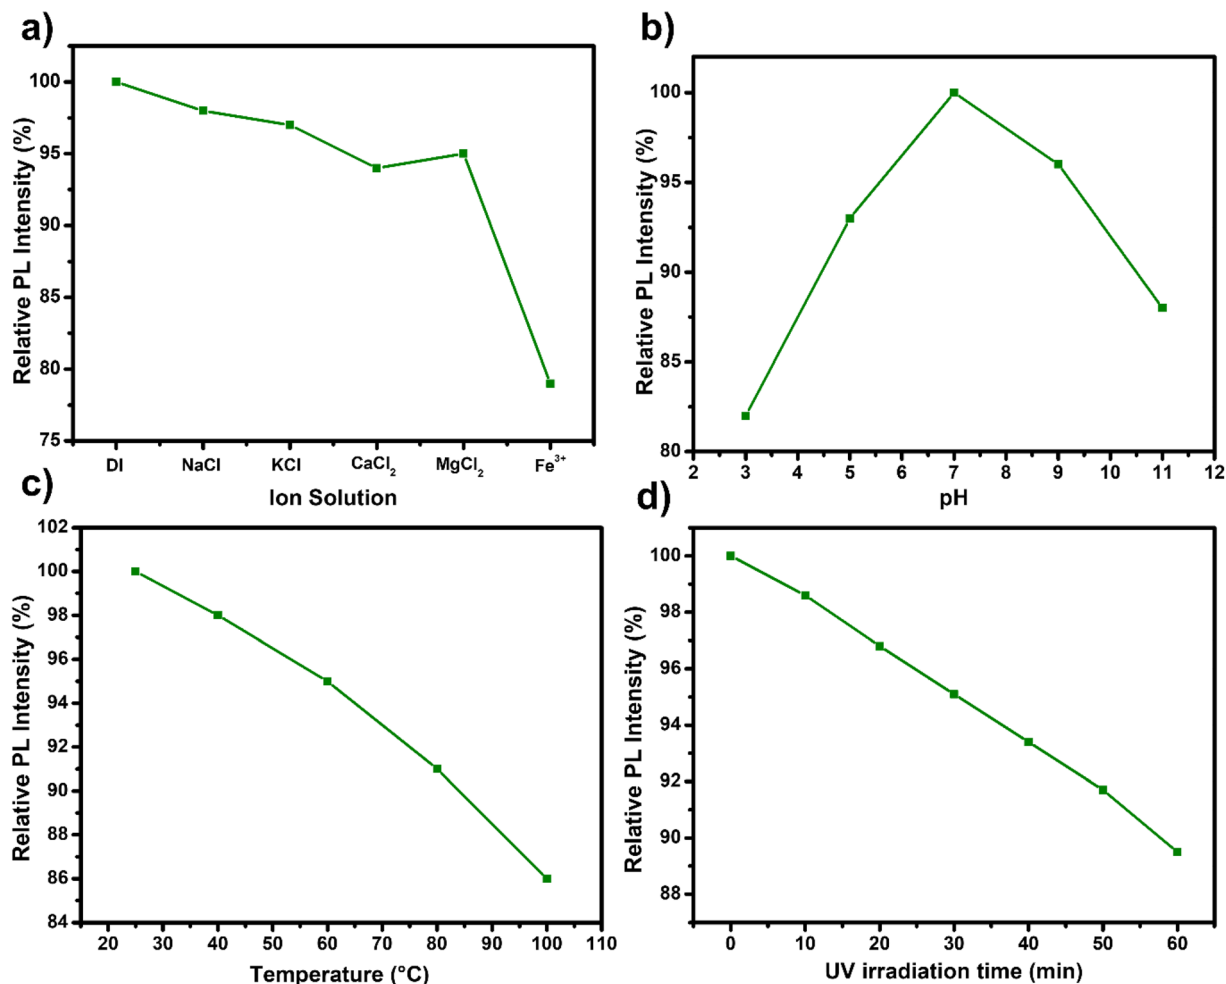 a)
Relative PL Intensity (%)
100
95
90
85
80
75
DI NaCl KCl CaCl₂ MgCl₂ Fe³⁺
Ion Solution
b)
Relative PL Intensity (%)
100
95
90
85
80
2 3 4 5 6 7 8 9 10 11 12
pH
c)
Relative PL Intensity (%)
102
100
98
96
94
92
90
88
86
84
20 30 40 50 60 70 80 90 100 110
Temperature (°C)
d)
Relative PL Intensity (%)
100
98
96
94
92
90
88
0 10 20 30 40 50 60
UV irradiation time (min)